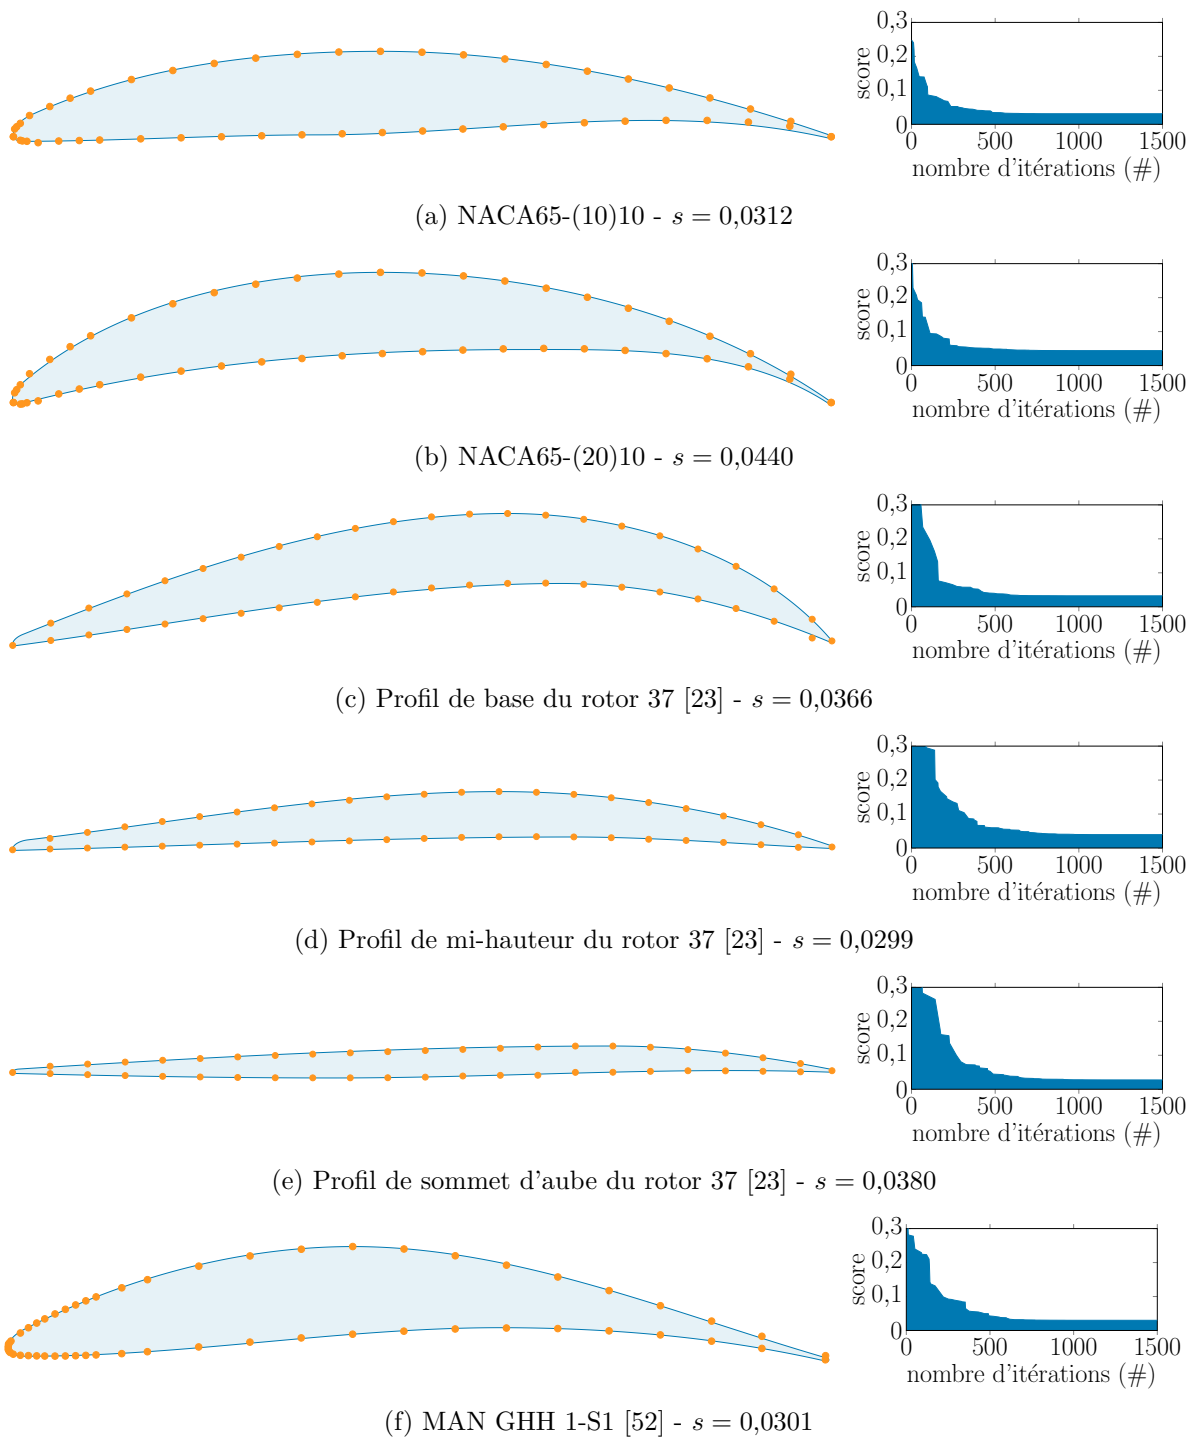 0,3
0,2
0,1
0
score
0 500 1000 1500
nombre d'itérations (#)
(a) NACA65-(10)10 - s = 0,0312
0,3
0,2
0,1
0
score
0 500 1000 1500
nombre d'itérations (#)
(b) NACA65-(20)10 - s = 0,0440
0,3
0,2
0,1
0
score
0 500 1000 1500
nombre d'itérations (#)
(c) Profil de base du rotor 37 [23] - s = 0,0366
0,3
0,2
0,1
0
score
0 500 1000 1500
nombre d'itérations (#)
(d) Profil de mi-hauteur du rotor 37 [23] - s = 0,0299
0,3
0,2
0,1
0
score
0 500 1000 1500
nombre d'itérations (#)
(e) Profil de sommet d'aube du rotor 37 [23] - s = 0,0380
0,3
0,2
0,1
0
score
0 500 1000 1500
nombre d'itérations (#)
(f) MAN GHH 1-S1 [52] - s = 0,0301